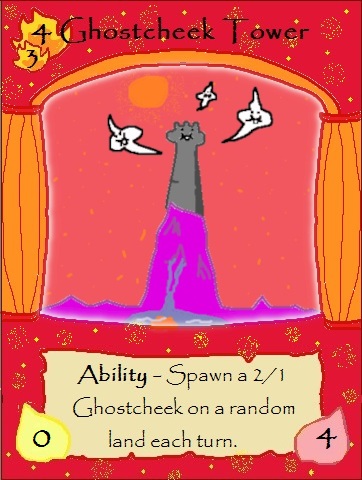 4 Ghostcheek Tower
3
Ability - Spawn a 2/1
Ghostcheek on a random
land each turn.
0 4